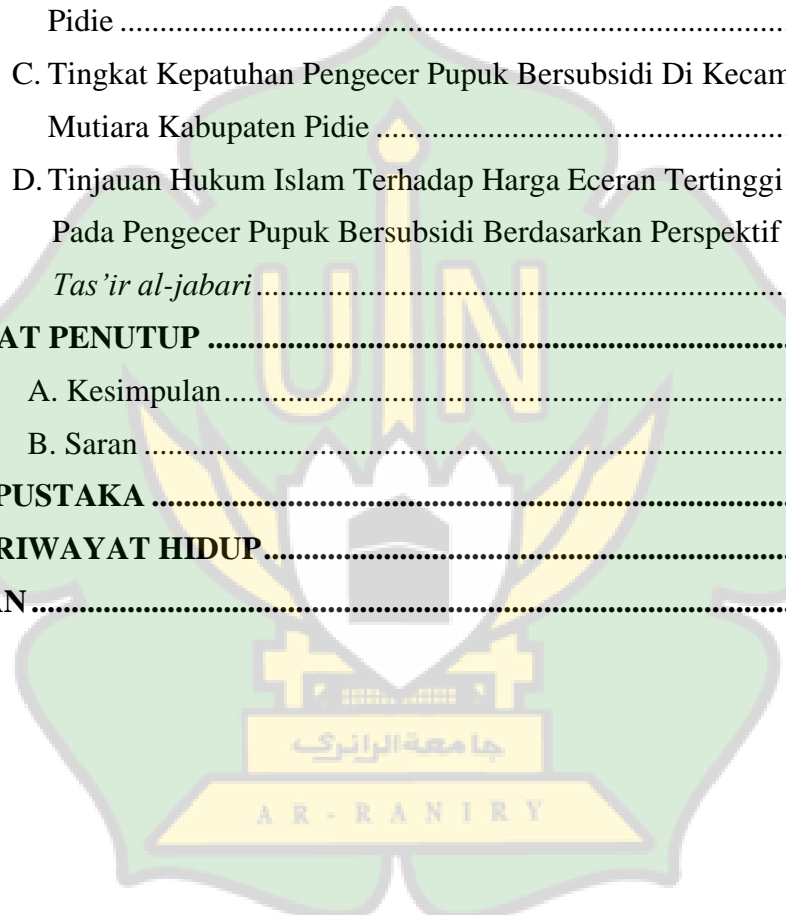 Pidie ........................................................................
C. Tingkat Kepatuhan Pengecer Pupuk Bersubsidi Di Kecam
Mutiara Kabupaten Pidie ........................................................
D. Tinjauan Hukum Islam Terhadap Harga Eceran Tertinggi
Pada Pengecer Pupuk Bersubsidi Berdasarkan Perspektif
Tas’ir al-jabari ........................................................................
AT PENUTUP ........................................................................
A. Kesimpulan ........................................................................
B. Saran ........................................................................
PUSTAKA ........................................................................
RIWAYAT HIDUP ........................................................................
AN ........................................................................
UIN
جامعة الرانري
AR-RANIRY